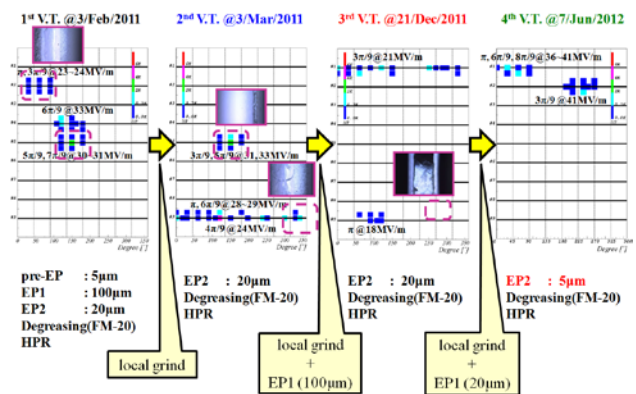 1st V.T. @3/Feb/2011
2nd V.T. @3/Mar/2011
3rd V.T. @21/Dec/2011
4th V.T. @7/Jun/2012
π, 3π/9@23~24MV/m
6π/9@33MV/m
5π/9, 7π/9@30~31MV/m
3π/9, 8π/9@31,33MV/m
π, 6π/9@28~29MV/m
4π/9@24MV/m
3π/9@21MV/m
π@18MV/m
π, 6π/9, 8π/9@36~41MV/m
3π/9@41MV/m
Degree [°]
Degree [°]
Degree [°]
Degree [°]
pre-EP : 5μm
EP1 : 100μm
EP2 : 20μm
Degreasing(FM-20)
HPR
EP2 : 20μm
Degreasing(FM-20)
HPR
EP2 : 20μm
Degreasing(FM-20)
HPR
EP2 : 5μm
Degreasing(FM-20)
HPR
local grind
local grind
+
EP1 (100μm)
local grind
+
EP1 (20μm)